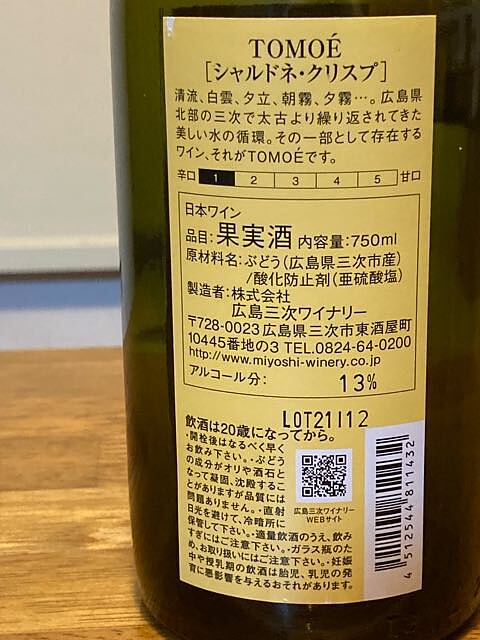 TOMOÉ
[シャルドネ・クリスプ]
清流、白雲、夕立、朝霧、夕霧…。広島県
北部の三次で太古より繰り返されてきた
美しい水の循環。その一部として存在する
ワイン、それがTOMOÉです。
辛口 1 2 3 4 5 甘口
日本ワイン
品目:果実酒 内容量:750ml
原材料名:ぶどう(広島県三次市産)
/酸化防止剤(亜硫酸塩)
製造者:株式会社
広島三次ワイナリー
〒728-0023 広島県三次市東酒屋町
10445番地の3 TEL.0824-64-0200
http://www.miyoshi-winery.co.jp
アルコール分: 13%
LOT21I12
飲酒は20歳になってから。
・開栓後はなるべく早く
お飲み下さい。・ぶどう
の成分がオリや酒石と
なって凝固、沈殿するこ
とがありますが品質には
問題ありません。・直射
日光を避けて、冷暗所に
保管して下さい。・適量飲酒のうえ、飲み
すぎにはご注意下さい。・ガラス瓶のた
め、お取り扱いにはご注意下さい。・妊娠
中や授乳期の飲酒は胎児、乳児の発
育に悪影響を与えるおそれがあります。
広島三次ワイナリー
WEBサイト
4 512544 811432